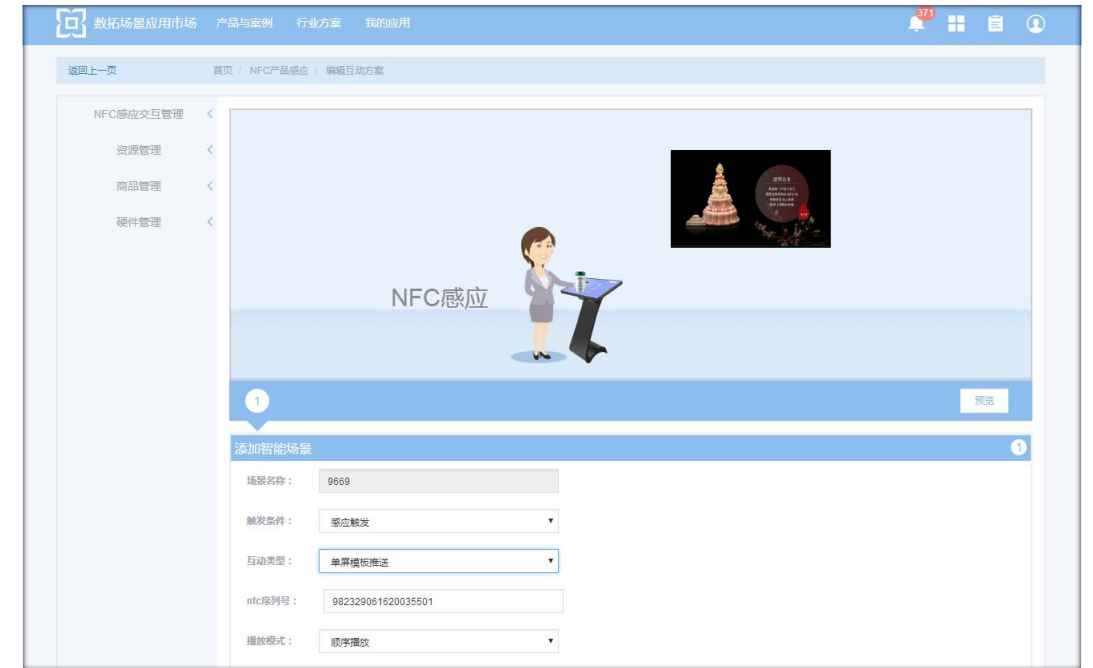 数拓场景应用市场 产品与案例 行业方案 我的应用 371
返回上一页 首页 / NFC产品感应 / 编辑互动方案
NFC感应交互管理
资源管理
商品管理
硬件管理
NFC感应
1 预览
添加智能场景 1
场景名称： 9669
触发条件： 感应触发
互动类型： 单屏模板推送
nfc序列号： 982329061620035501
播放模式： 顺序播放